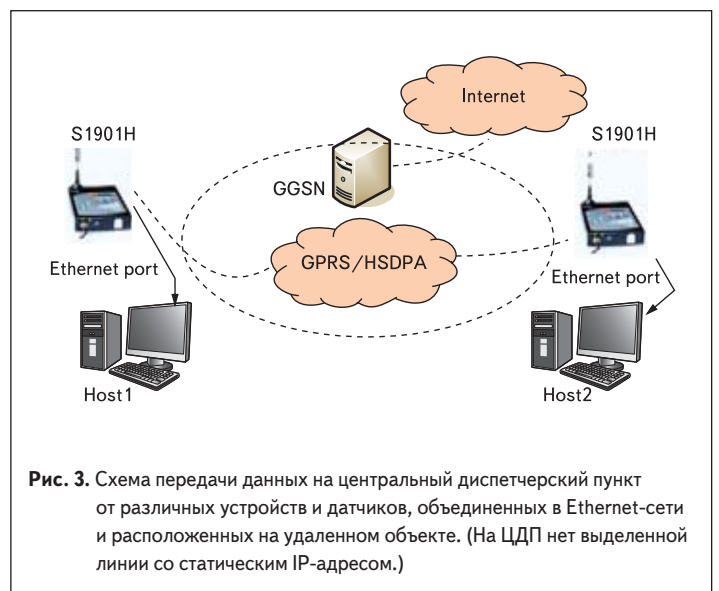 Internet
S1901H
S1901H
GGSN
GPRS/HSDPA
Ethernet port
Ethernet port
Host1
Host2
Рис. 3. Схема передачи данных на центральный диспетчерский пункт
от различных устройств и датчиков, объединенных в Ethernet-сети
и расположенных на удаленном объекте. (На ЦДП нет выделенной
линии со статическим IP-адресом.)